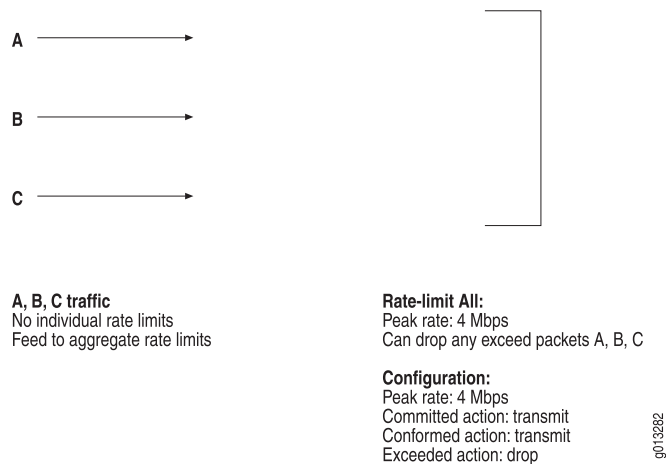 A
B
C
A, B, C traffic
No individual rate limits
Feed to aggregate rate limits
Rate-limit All:
Peak rate: 4 Mbps
Can drop any exceed packets A, B, C
Configuration:
Peak rate: 4 Mbps
Committed action: transmit
Conformed action: transmit
Exceeded action: drop
g013282